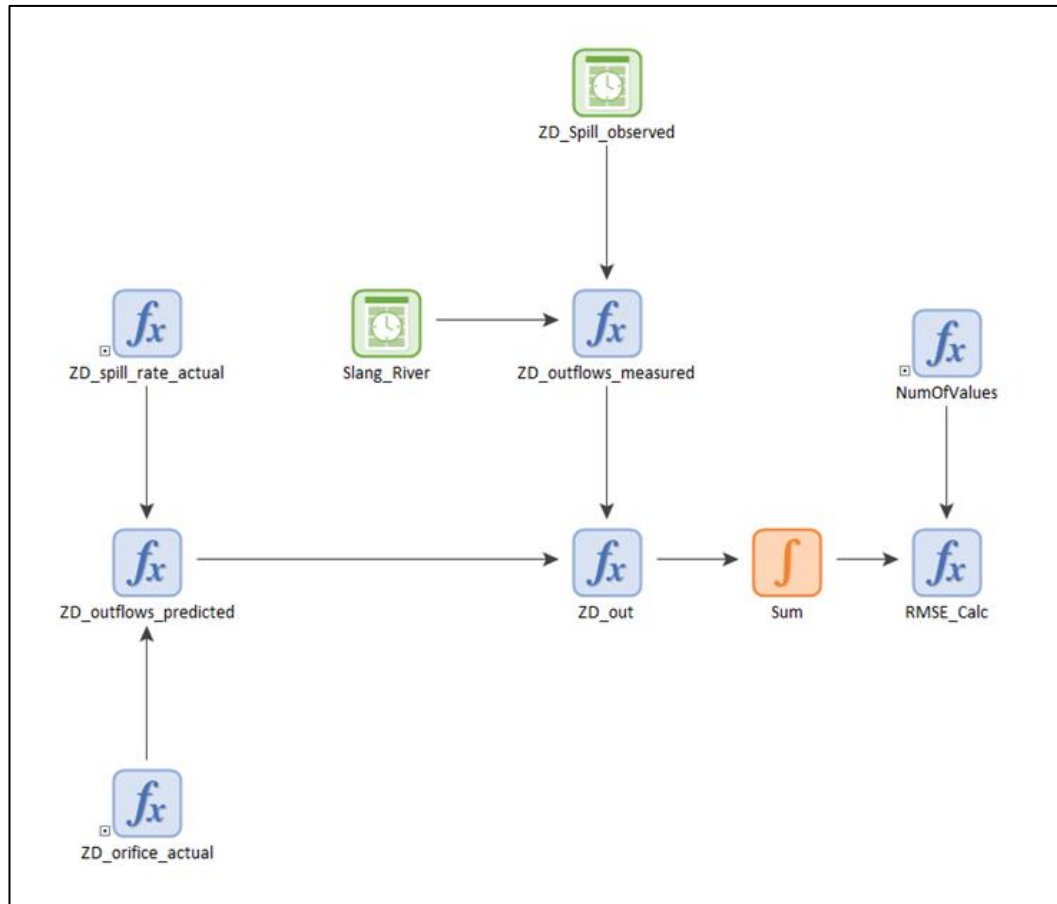 ZD_Spill_observed
ZD_spill_rate_actual
Slang_River
ZD_outflows_measured
NumOfValues
ZD_outflows_predicted
ZD_out
Sum
RMSE_Calc
ZD_orifice_actual